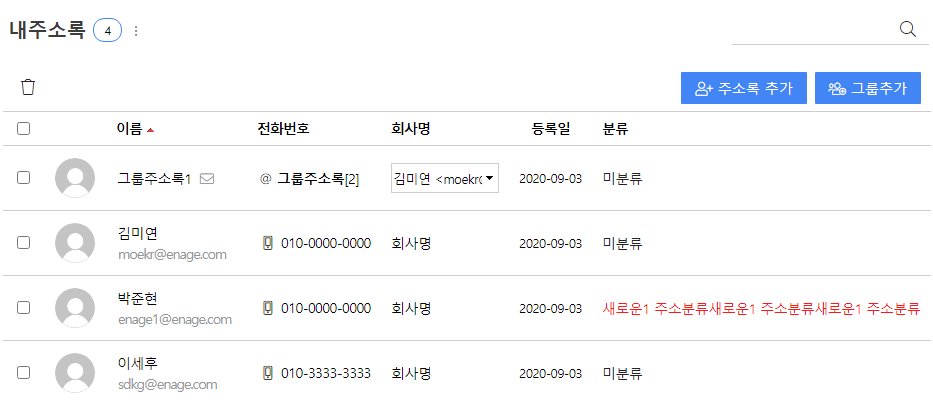 내주소록 4
주소록 추가 그룹추가
이름 전화번호 회사명 등록일 분류
그룹주소록1 @ 그룹주소록[2] 김미연 <moekr 2020-09-03 미분류
김미연 010-0000-0000 회사명 2020-09-03 미분류
moekr@enage.com
박준현 010-0000-0000 회사명 2020-09-03 새로운1 주소분류새로운1 주소분류새로운1 주소분류
enage1@enage.com
이세후 010-3333-3333 회사명 2020-09-03 미분류
sdkg@enage.com